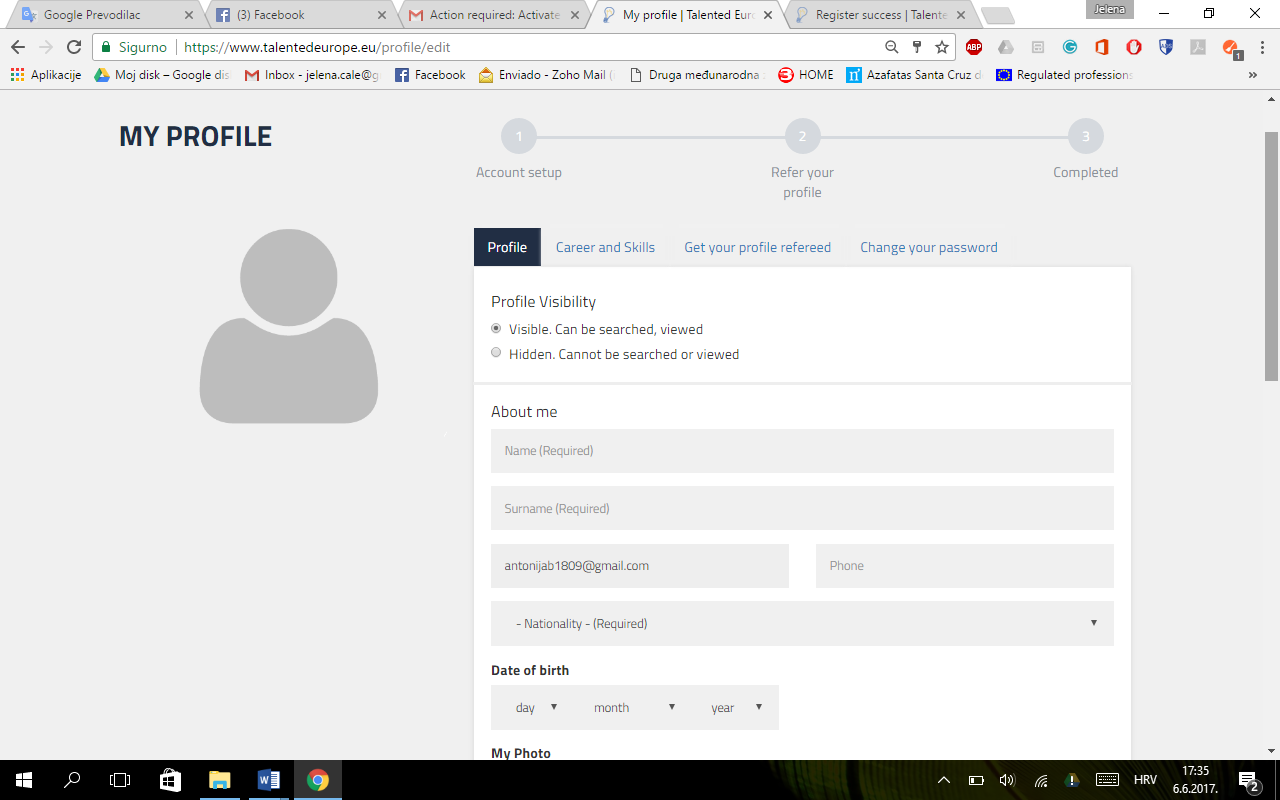 Google Prevodilac
(3) Facebook
Action required: Activate
My profile | Talented Euro
Register success | Talente
Jelena
Sigurno
https://www.talentedeurope.eu/profile/edit
ABP
1
Aplikacije
Moj disk – Google dis
Inbox - jelena.cale@g
Facebook
Enviado - Zoho Mail (
Druga međunarodna
HOME
Azafatas Santa Cruz d
Regulated professions
MY PROFILE
1
2
3
Account setup
Refer your
profile
Completed
Profile
Career and Skills
Get your profile refereed
Change your password
Profile Visibility
Visible. Can be searched, viewed
Hidden. Cannot be searched or viewed
About me
Name (Required)
Surname (Required)
antonijab1809@gmail.com
Phone
- Nationality - (Required)
Date of birth
day
month
year
My Photo
HRV
17:35
6.6.2017.
2